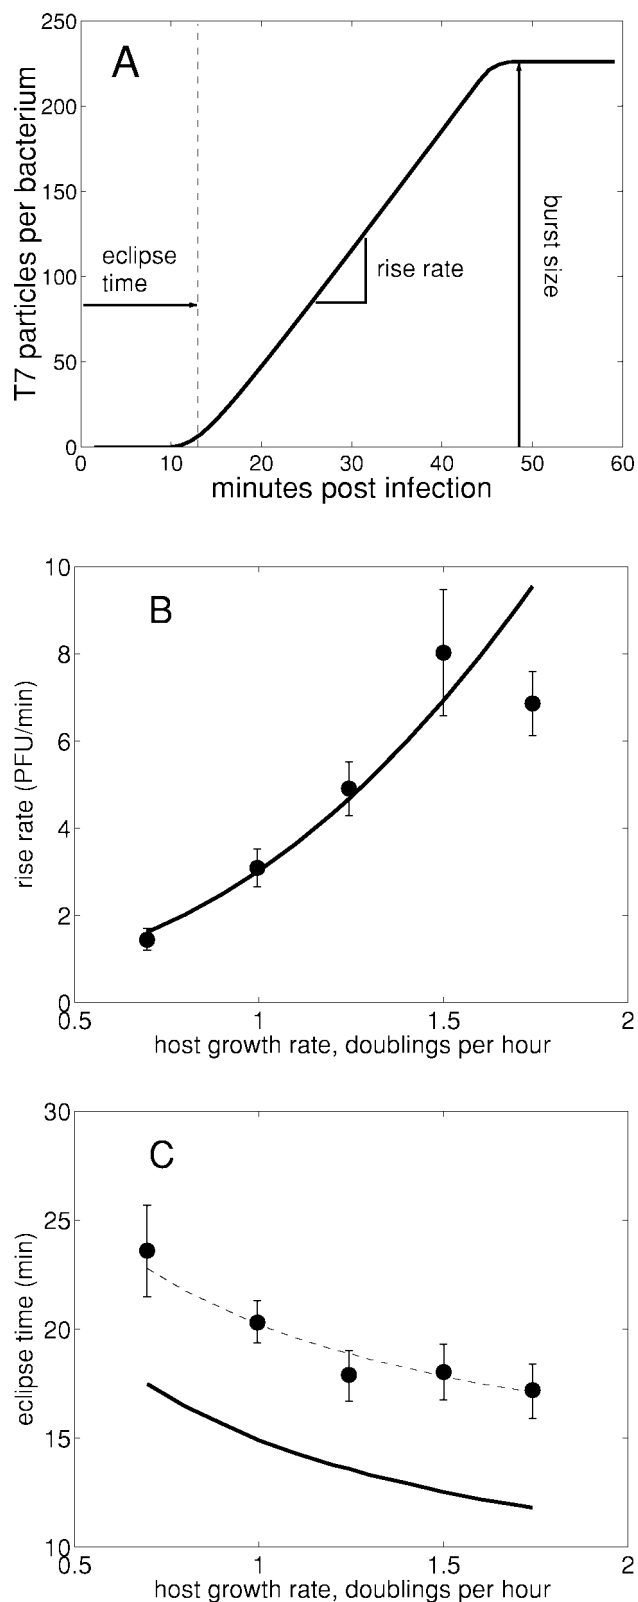 A
T7 particles per bacterium
250
200
150
100
50
0
eclipse
time
rise rate
burst size
0 10 20 30 40 50 60
minutes post infection
B
rise rate (PFU/min)
10
8
6
4
2
0
0.5 1 1.5 2
host growth rate, doublings per hour
C
eclipse time (min)
30
25
20
15
10
0.5 1 1.5 2
host growth rate, doublings per hour